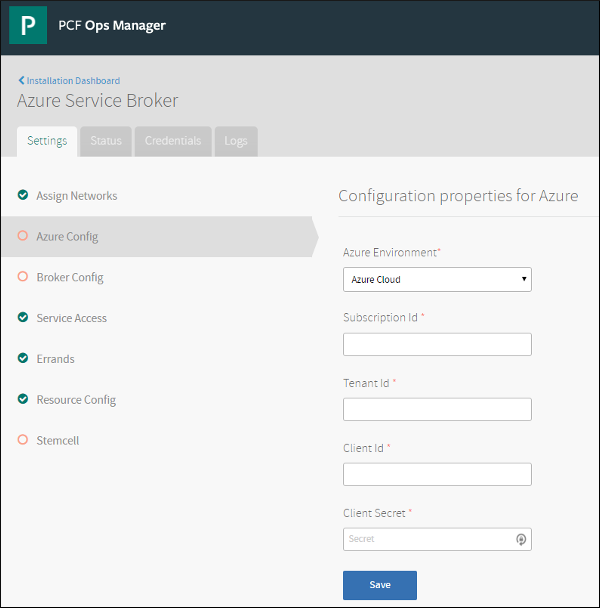 P PCF Ops Manager
Installation Dashboard
Azure Service Broker
Settings Status Credentials Logs
Assign Networks
Azure Config
Broker Config
Service Access
Errands
Resource Config
Stemcell
Configuration properties for Azure
Azure Environment*
Azure Cloud
Subscription Id *
Tenant Id *
Client Id *
Client Secret *
Secret
Save